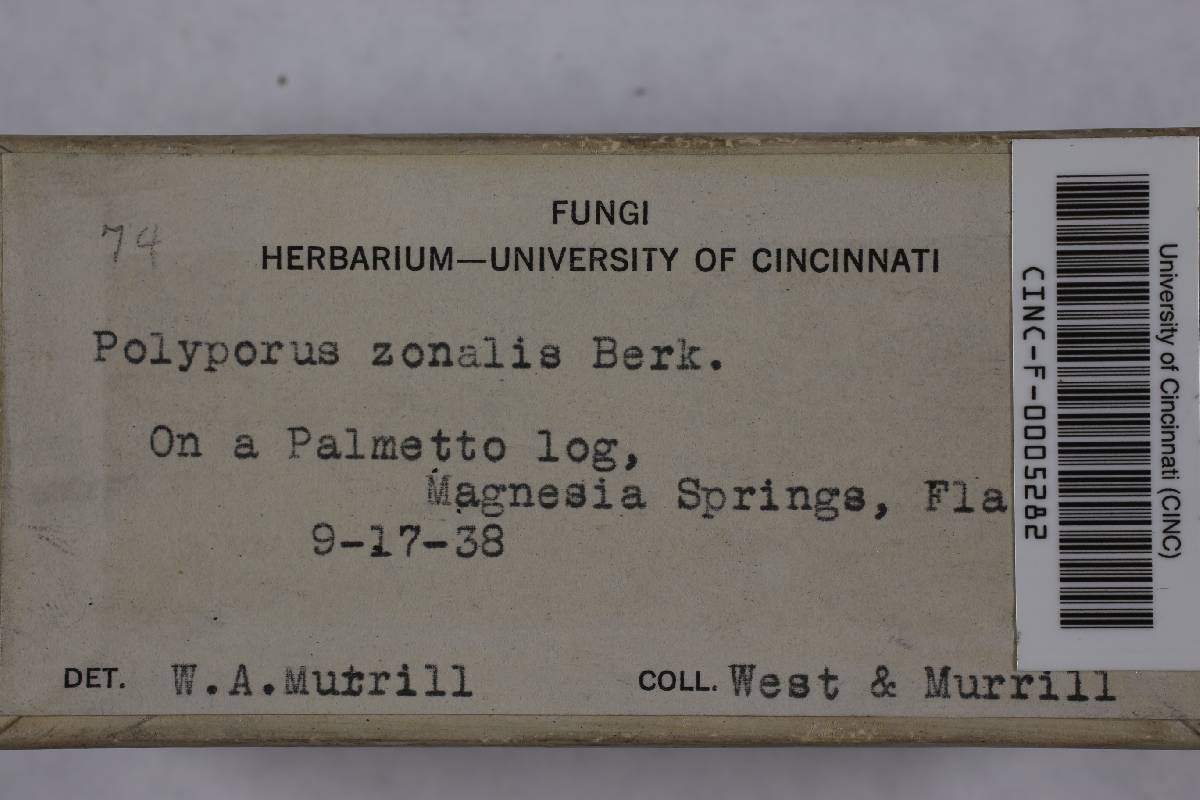 74
FUNGI
HERBARIUM—UNIVERSITY OF CINCINNATI
Polyporus zonalis Berk.
On a Palmetto log,
Magnesia Springs, Fla
9-17-38
DET. W.A.Murrill
COLL. West & Murrill
CINC-F-0005282
University of Cincinnati (CINC)